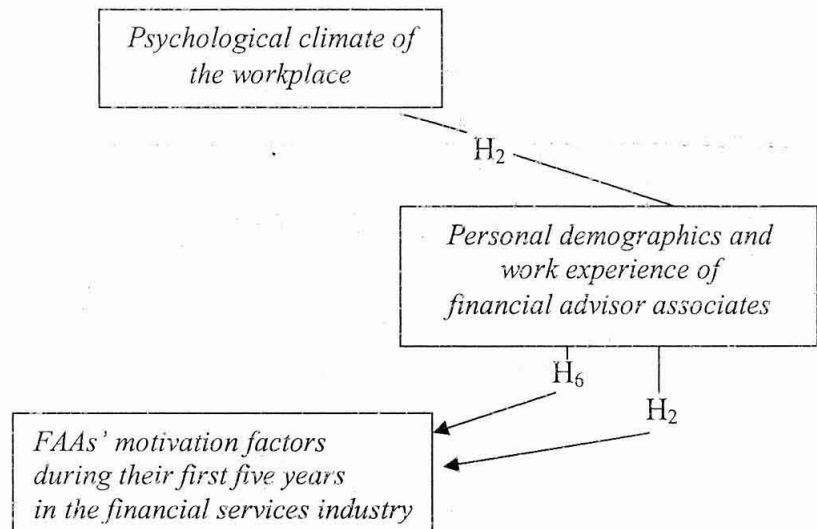 Psychological climate of
the workplace
H₂
Personal demographics and
work experience of
financial advisor associates
H₆
H₂
FAAs' motivation factors
during their first five years
in the financial services industry